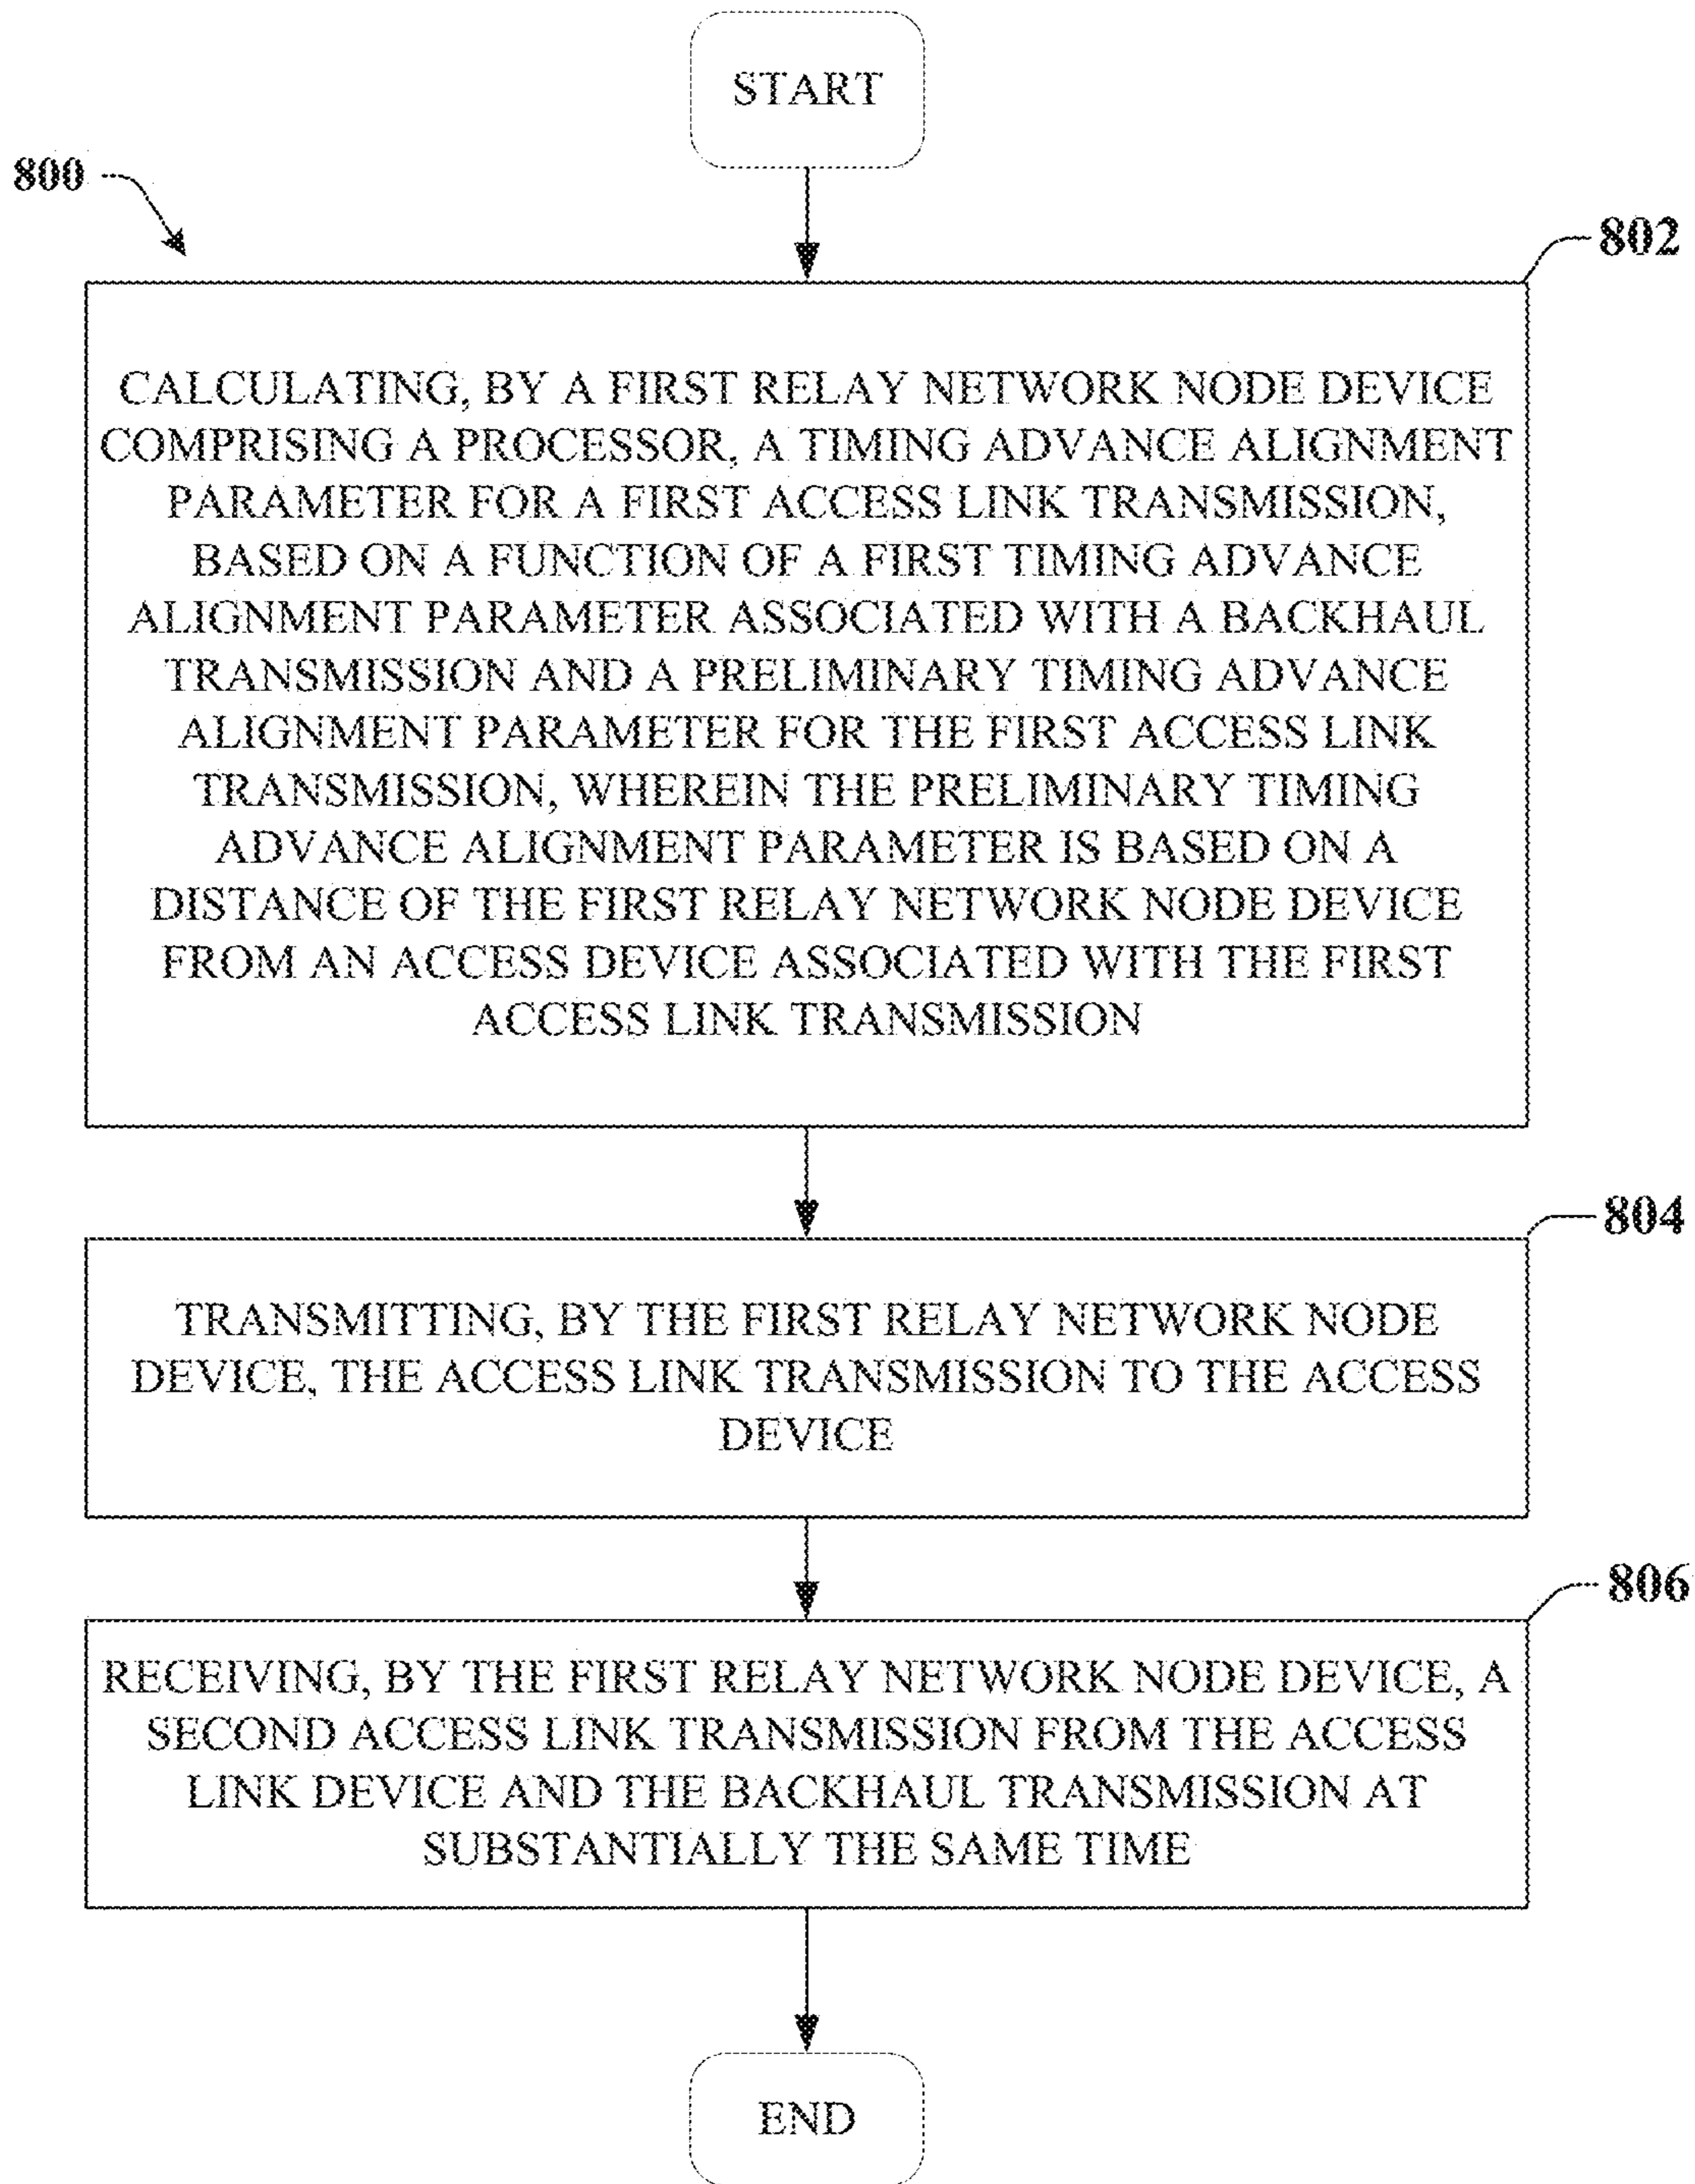 START
800
802
CALCULATING, BY A FIRST RELAY NETWORK NODE DEVICE
COMPRISING A PROCESSOR, A TIMING ADVANCE ALIGNMENT
PARAMETER FOR A FIRST ACCESS LINK TRANSMISSION,
BASED ON A FUNCTION OF A FIRST TIMING ADVANCE
ALIGNMENT PARAMETER ASSOCIATED WITH A BACKHAUL
TRANSMISSION AND A PRELIMINARY TIMING ADVANCE
ALIGNMENT PARAMETER FOR THE FIRST ACCESS LINK
TRANSMISSION, WHEREIN THE PRELIMINARY TIMING
ADVANCE ALIGNMENT PARAMETER IS BASED ON A
DISTANCE OF THE FIRST RELAY NETWORK NODE DEVICE
FROM AN ACCESS DEVICE ASSOCIATED WITH THE FIRST
ACCESS LINK TRANSMISSION
804
TRANSMITTING, BY THE FIRST RELAY NETWORK NODE
DEVICE, THE ACCESS LINK TRANSMISSION TO THE ACCESS
DEVICE
806
RECEIVING, BY THE FIRST RELAY NETWORK NODE DEVICE, A
SECOND ACCESS LINK TRANSMISSION FROM THE ACCESS
LINK DEVICE AND THE BACKHAUL TRANSMISSION AT
SUBSTANTIALLY THE SAME TIME
END